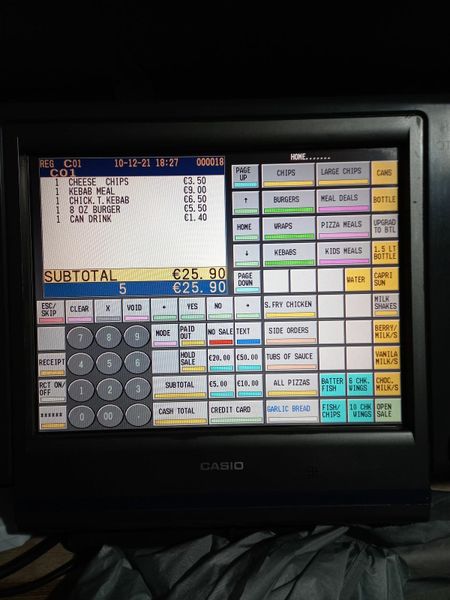 REG C01 10-12-21 18:27 000018
C01
1 CHEESE CHIPS €3.50
1 KEBAB MEAL €9.00
1 CHICK.T.KEBAB €6.50
1 8 OZ BURGER €5.50
1 CAN DRINK €1.40
SUBTOTAL €25.90
5 €25.90
HOME.......
PAGE UP CHIPS LARGE CHIPS CANS
↑ BURGERS MEAL DEALS BOTTLE
HOME WRAPS PIZZA MEALS UPGRAD TO BTL
↓ KEBABS KIDS MEALS 1.5 LT BOTTLE
PAGE DOWN WATER CAPRI SUN
ESC/SKIP CLEAR X VOID + YES NO * S.FRY CHICKEN MILK SHAKES
7 8 9 MODE PAID OUT NO SALE TEXT SIDE ORDERS BERRY/MILK/S
RECEIPT 4 5 6 HOLD SALE €20.00 €50.00 TUBS OF SAUCE VANILA MILK/S
RCT ON/OFF 1 2 3 SUBTOTAL €5.00 €10.00 ALL PIZZAS BATTER FISH 6 CHK. WINGS CHOC. MILK/S
****** 0 00 . CASH TOTAL CREDIT CARD GARLIC BREAD FISH/CHIPS 10 CHK WINGS OPEN SALE
CASIO